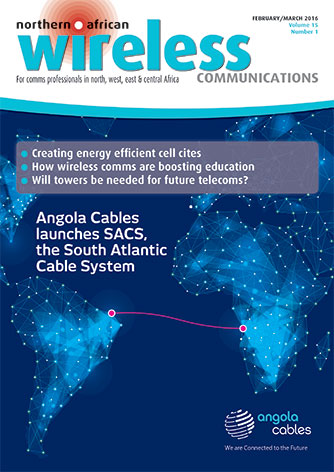 northern african
FEBRUARY/MARCH 2016
Volume 15
Number 1
wireless
For comms professionals in north, west, east & central Africa
COMMUNICATIONS
Creating energy efficient cell cites
How wireless comms are boosting education
Will towers be needed for future telecoms?
Angola Cables
launches SACS,
the South Atlantic
Cable System
angola
cables
We are Connected to the Future